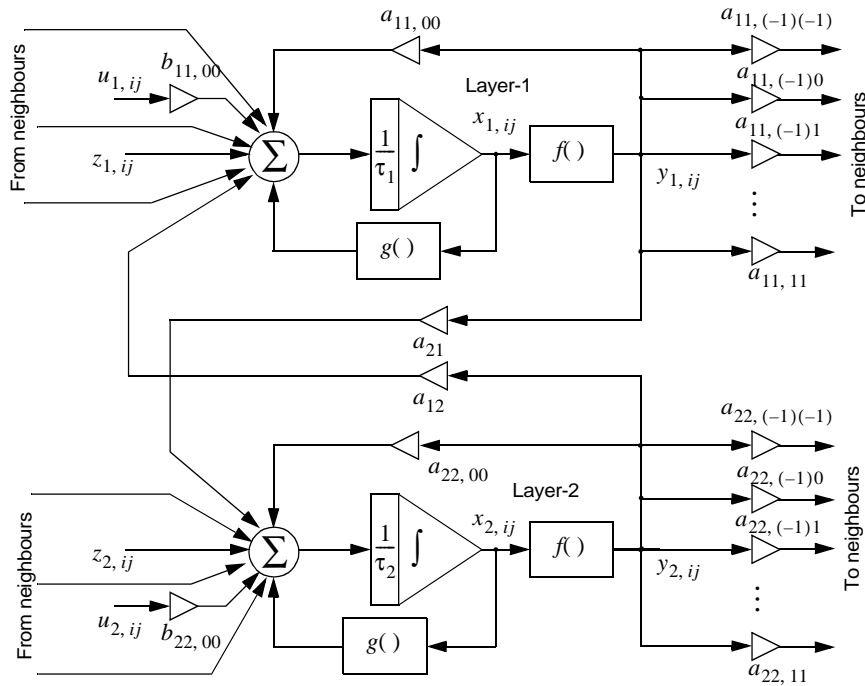 a11, 00
a11, (−1)(−1)
From neighbours
u1, ij
b11, 00
Layer-1
a11, (−1)0
x1, ij
a11, (−1)1
z1, ij
Σ
1/τ1
∫
f( )
y1, ij
To neighbours
g( )
a11, 11
a21
a12
a22, (−1)(−1)
a22, 00
a22, (−1)0
Layer-2
x2, ij
a22, (−1)1
From neighbours
z2, ij
Σ
1/τ2
∫
f( )
y2, ij
To neighbours
u2, ij
b22, 00
g( )
a22, 11